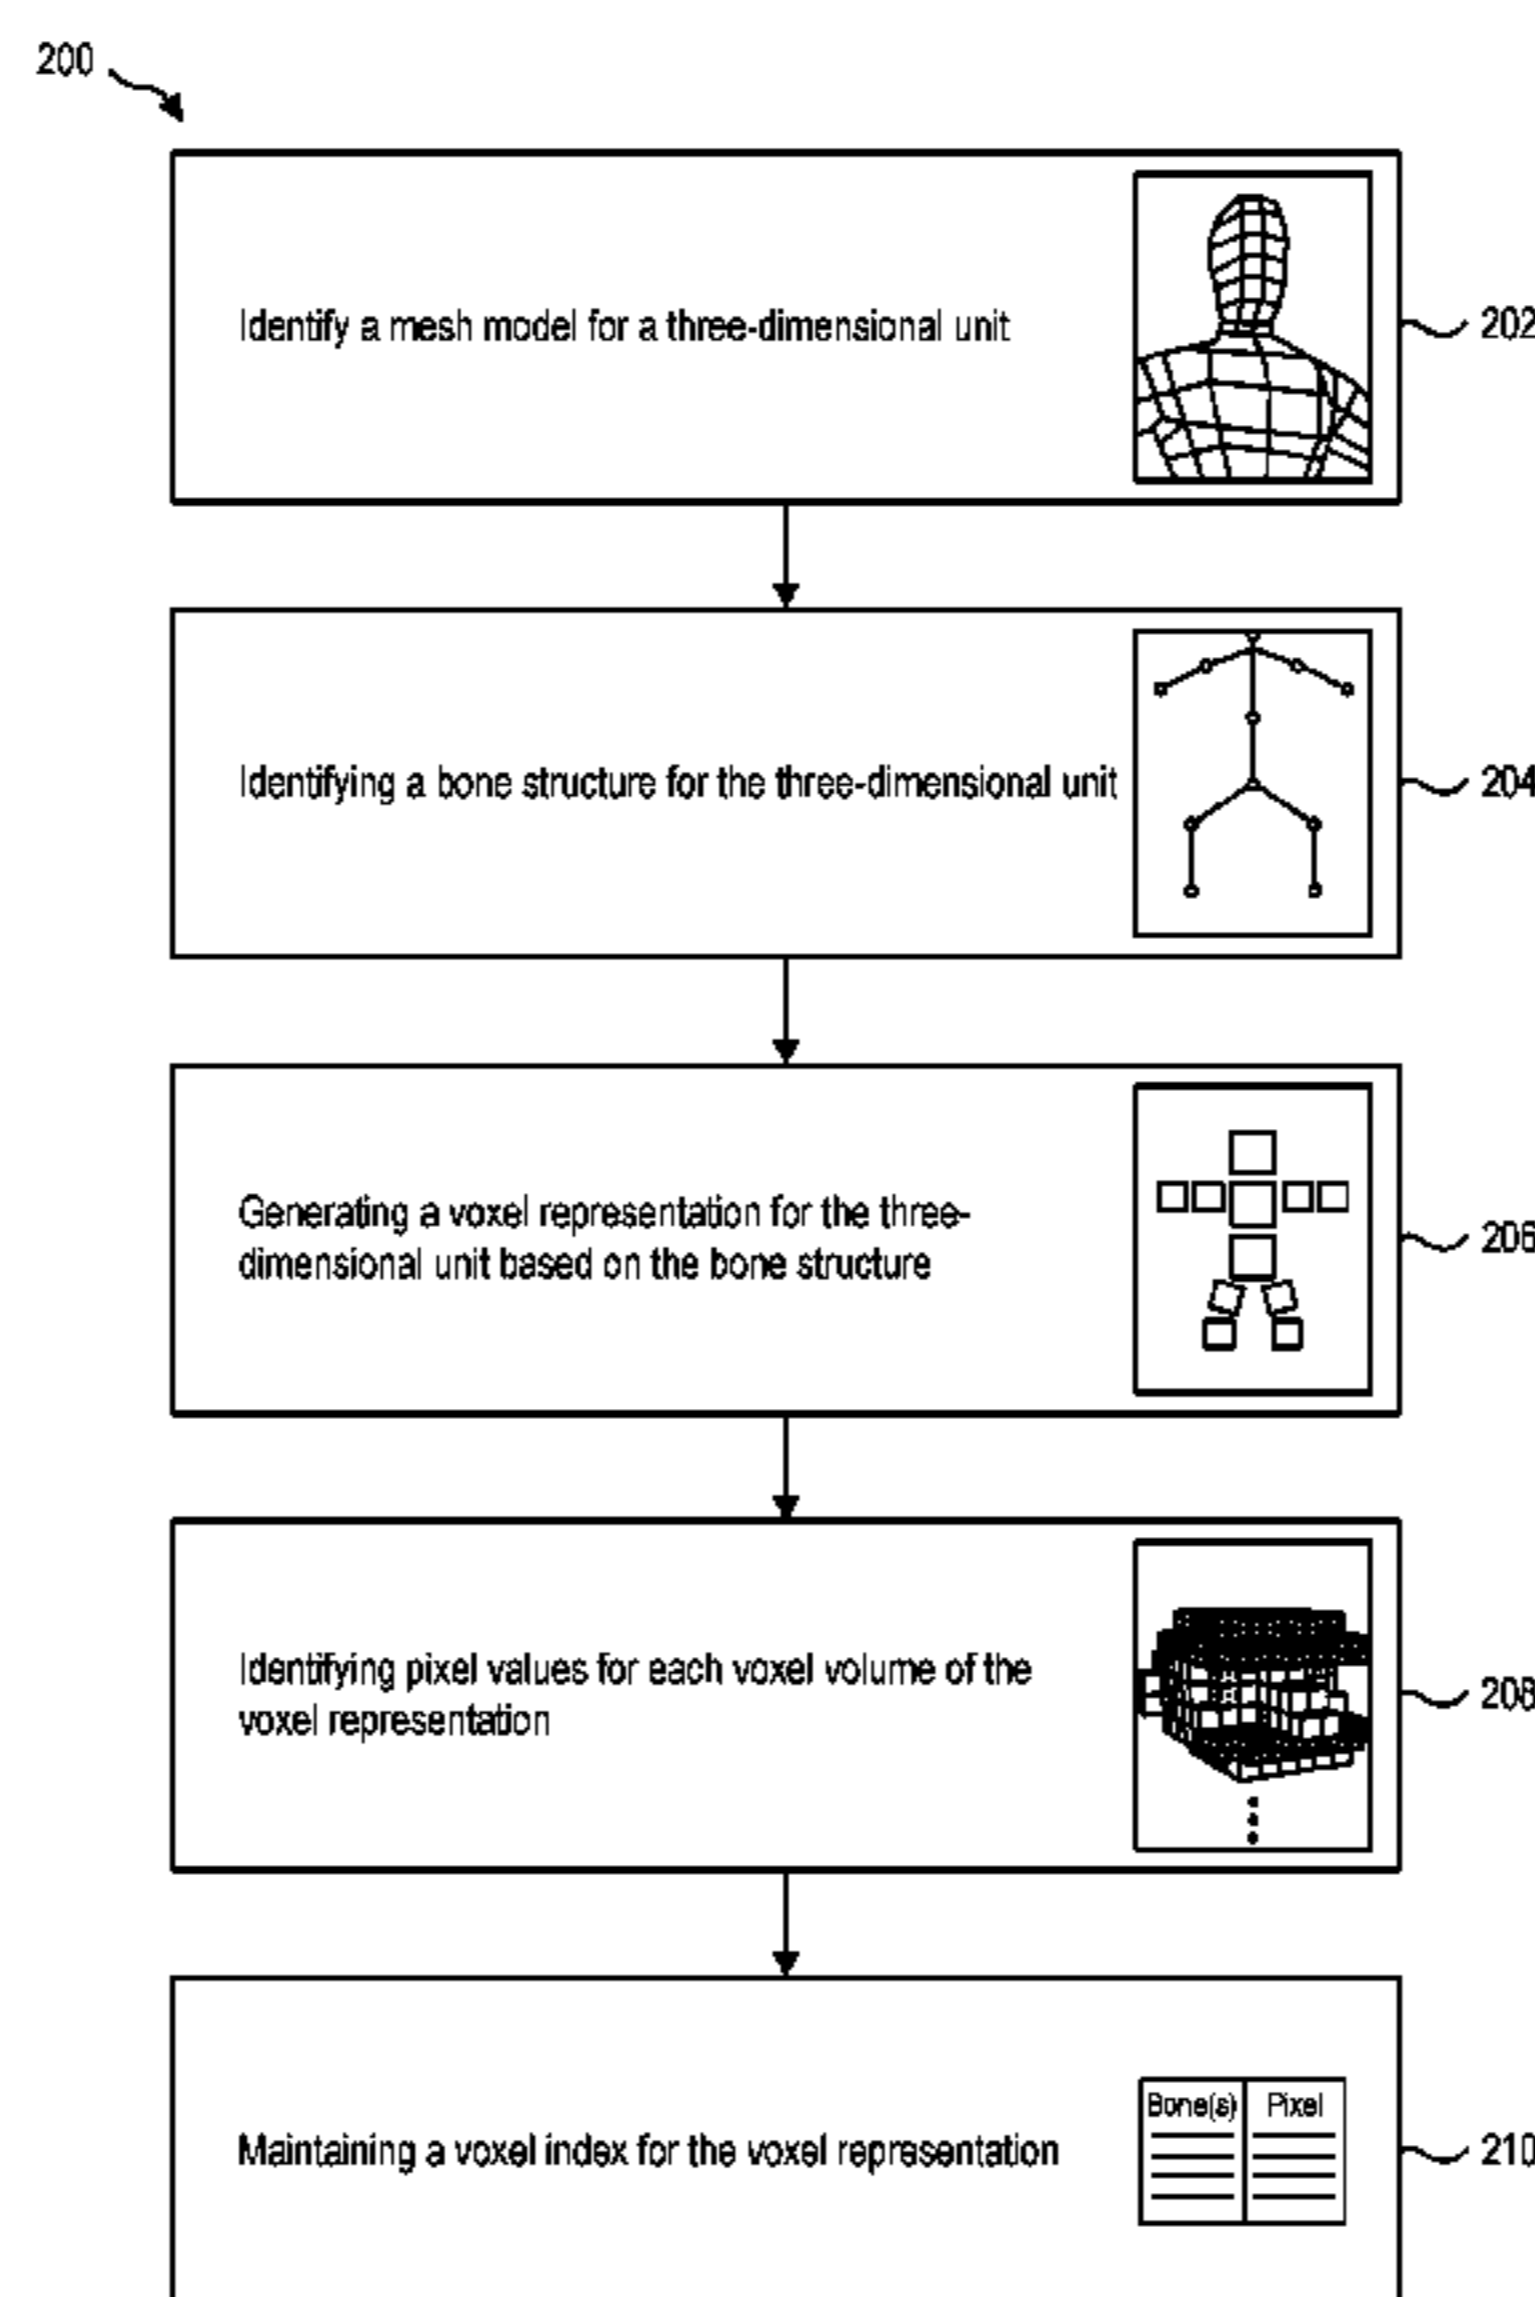 200
Identify a mesh model for a three-dimensional unit
202
Identifying a bone structure for the three-dimensional unit
204
Generating a voxel representation for the three-
dimensional unit based on the bone structure
206
Identifying pixel values for each voxel volume of the
voxel representation
208
Bone(s) Pixel
Maintaining a voxel index for the voxel representation
210